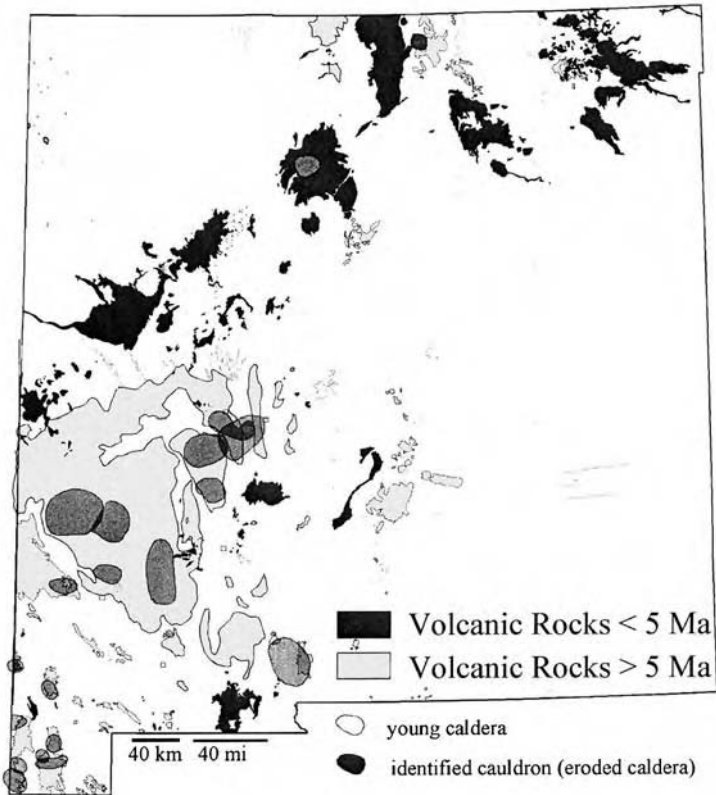 Volcanic Rocks < 5 Ma
Volcanic Rocks > 5 Ma
young caldera
40 km 40 mi
identified cauldron (eroded caldera)